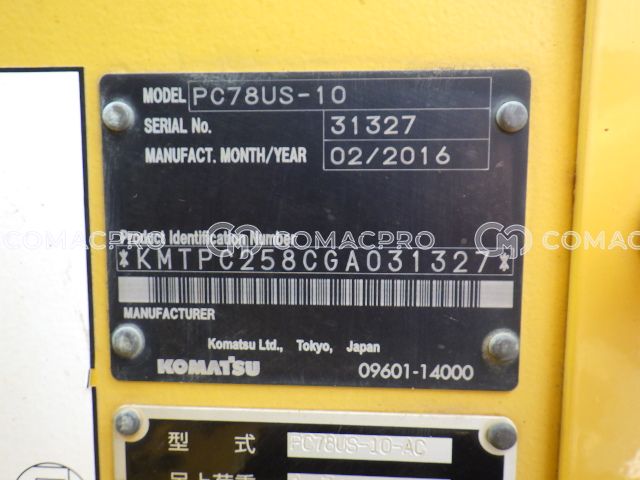 MODEL PC78US-10
SERIAL No. 31327
MANUFACT. MONTH/YEAR 02/2016
Product Identification Number
*KMTPC258CGA031327*
MANUFACTURER
Komatsu Ltd., Tokyo, Japan
KOMATSU 09601-14000
型式 PC78US-10-AC
COMACPRO COMACPRO COMACPRO